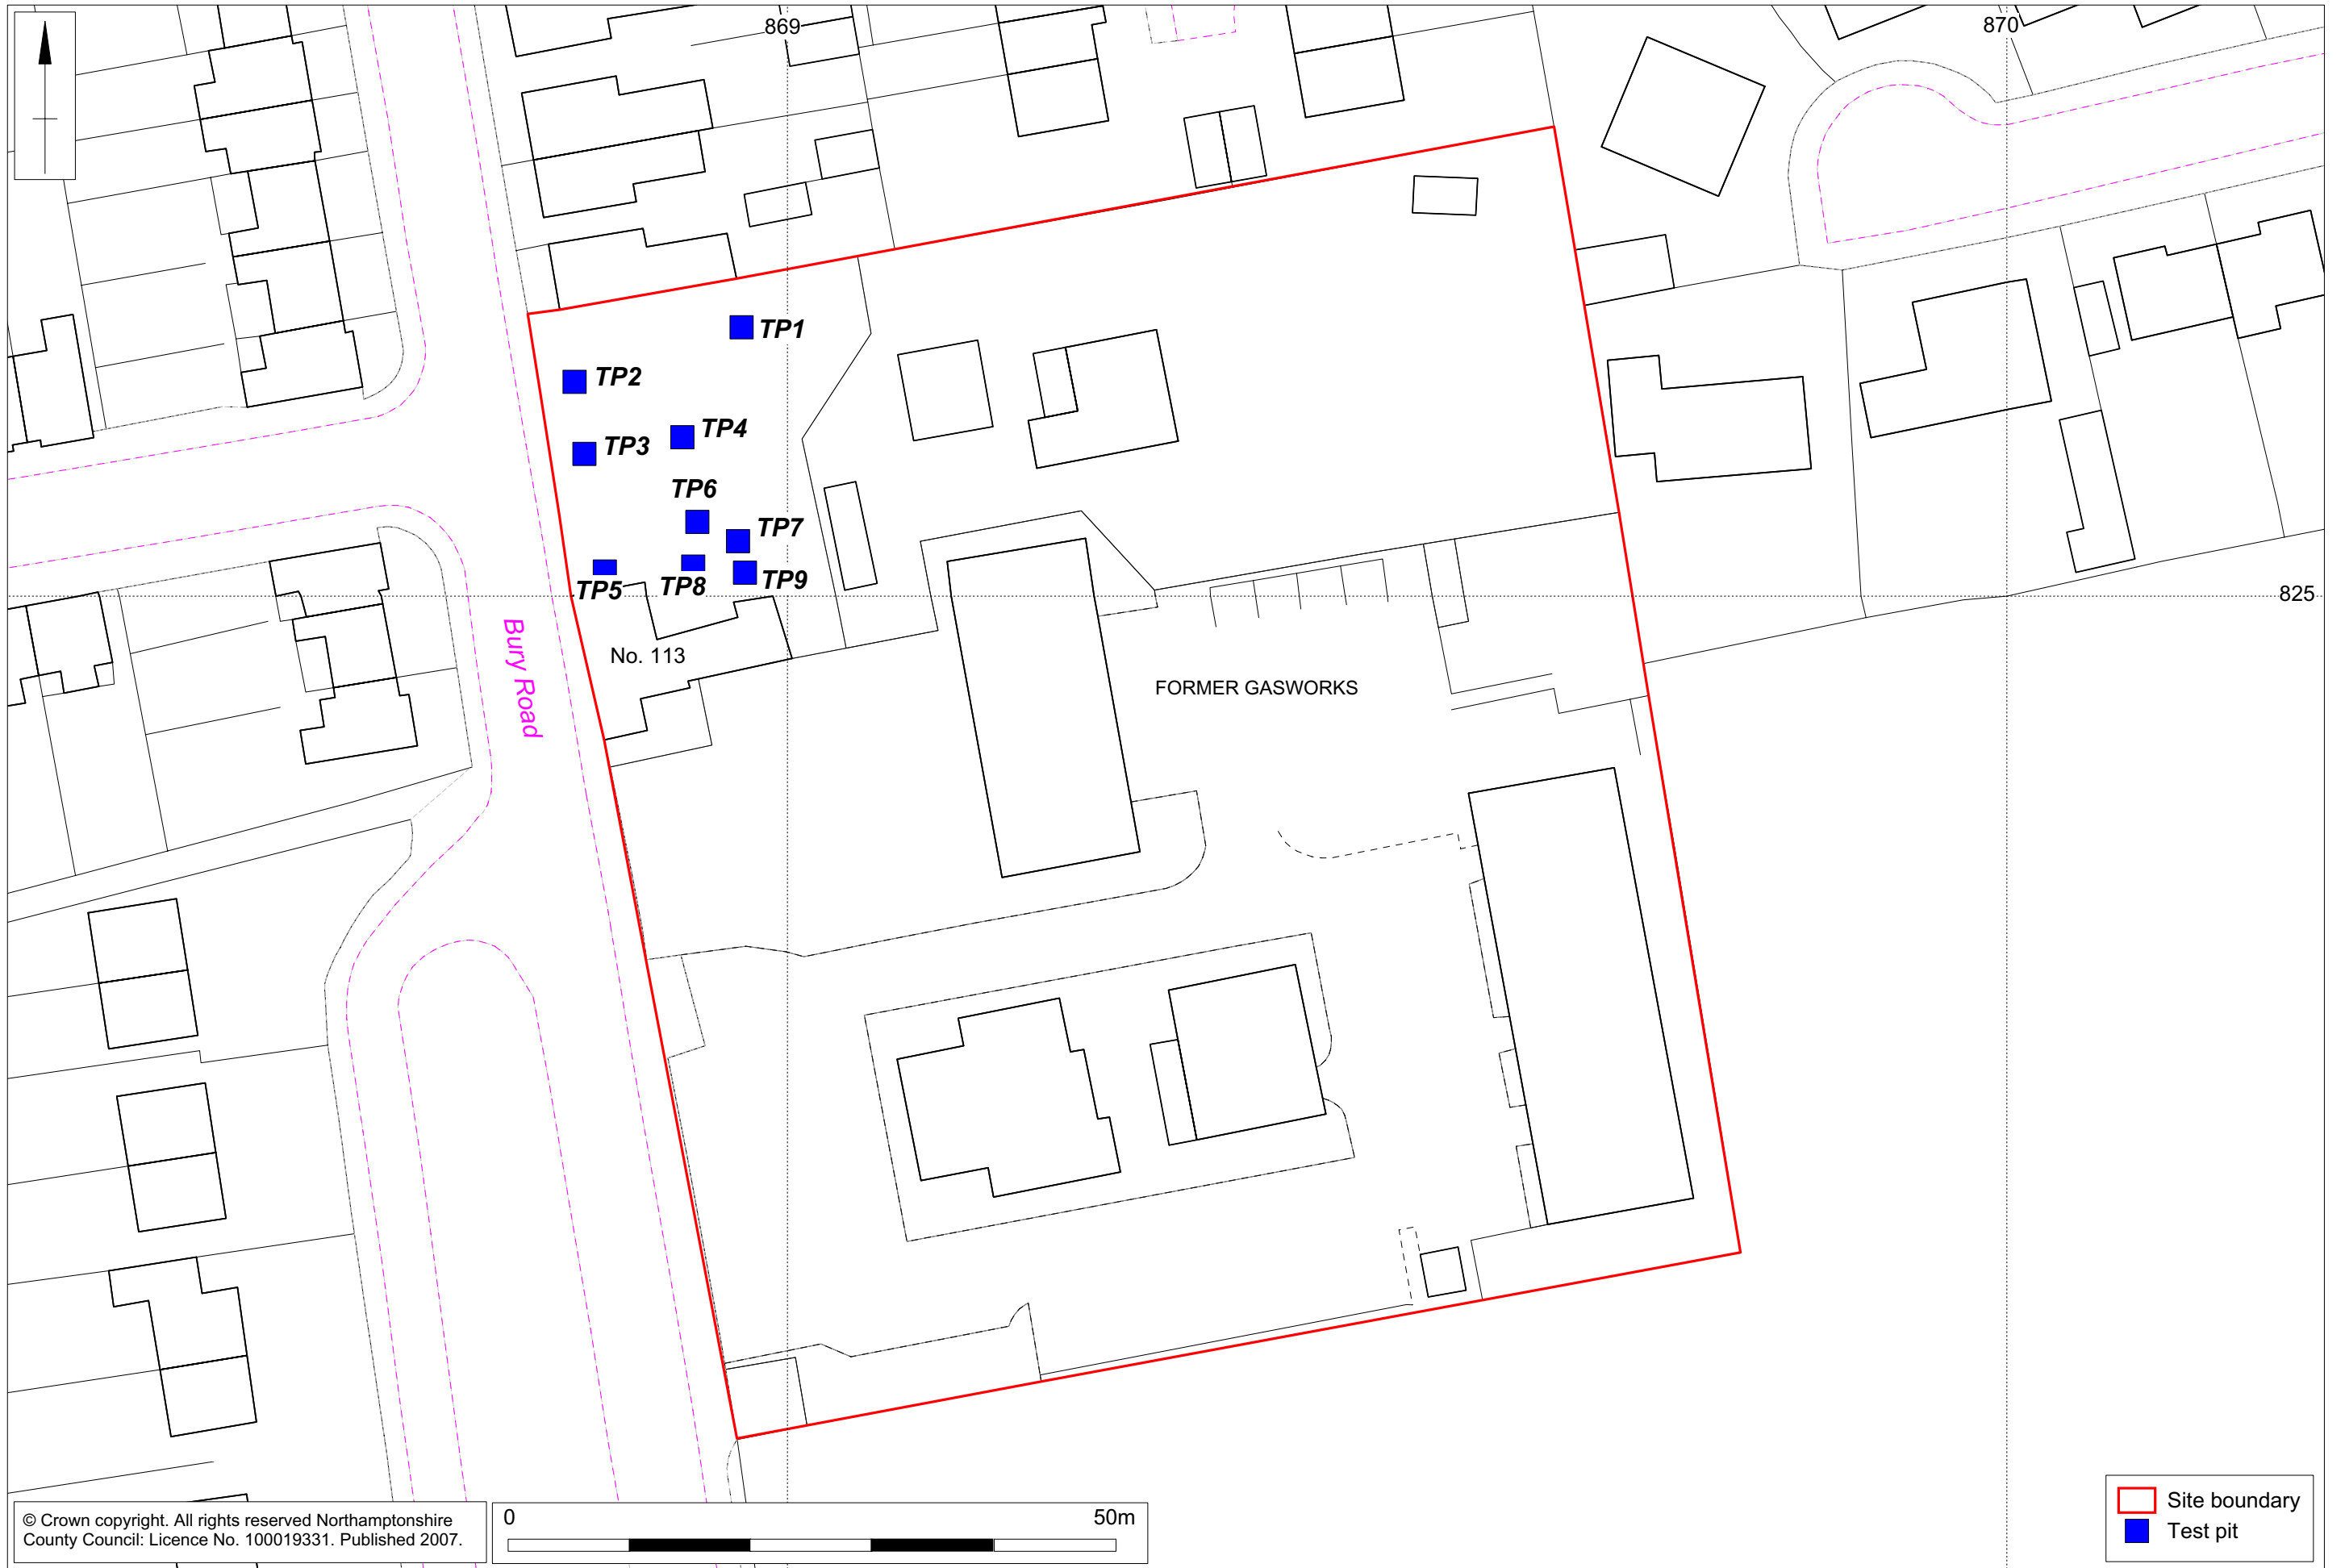 869
870
TP1
TP2
TP4
TP3
TP6
TP7
TP8
TP9
TP5
825
Bury Road
No. 113
FORMER GASWORKS
© Crown copyright. All rights reserved Northamptonshire
County Council: Licence No. 100019331. Published 2007.
0 50m
Site boundary
Test pit